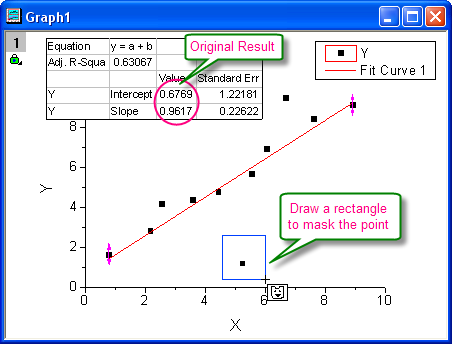 Graph1
1
Equation y = a + b
Adj. R-Squa 0.63067
Value Standard Err
Y Intercept 0.6769 1.22181
Y Slope 0.9617 0.22622
Original Result
Y
Fit Curve 1
8
6
4
2
0
Y
Draw a rectangle
to mask the point
0 2 4 6 8 10
X